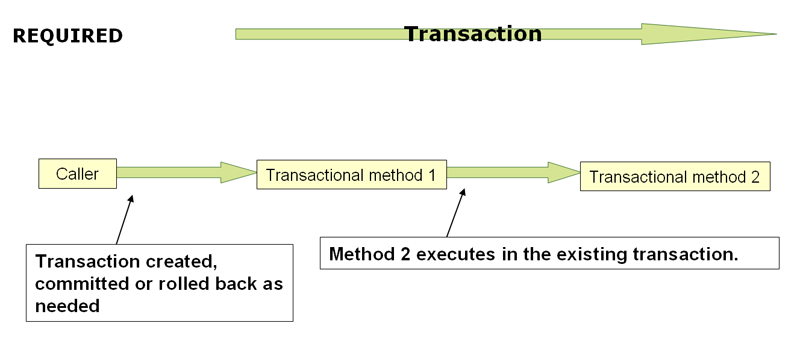 REQUIRED
Transaction
Caller
Transactional method 1
Transactional method 2
Transaction created,
committed or rolled back as
needed
Method 2 executes in the existing transaction.